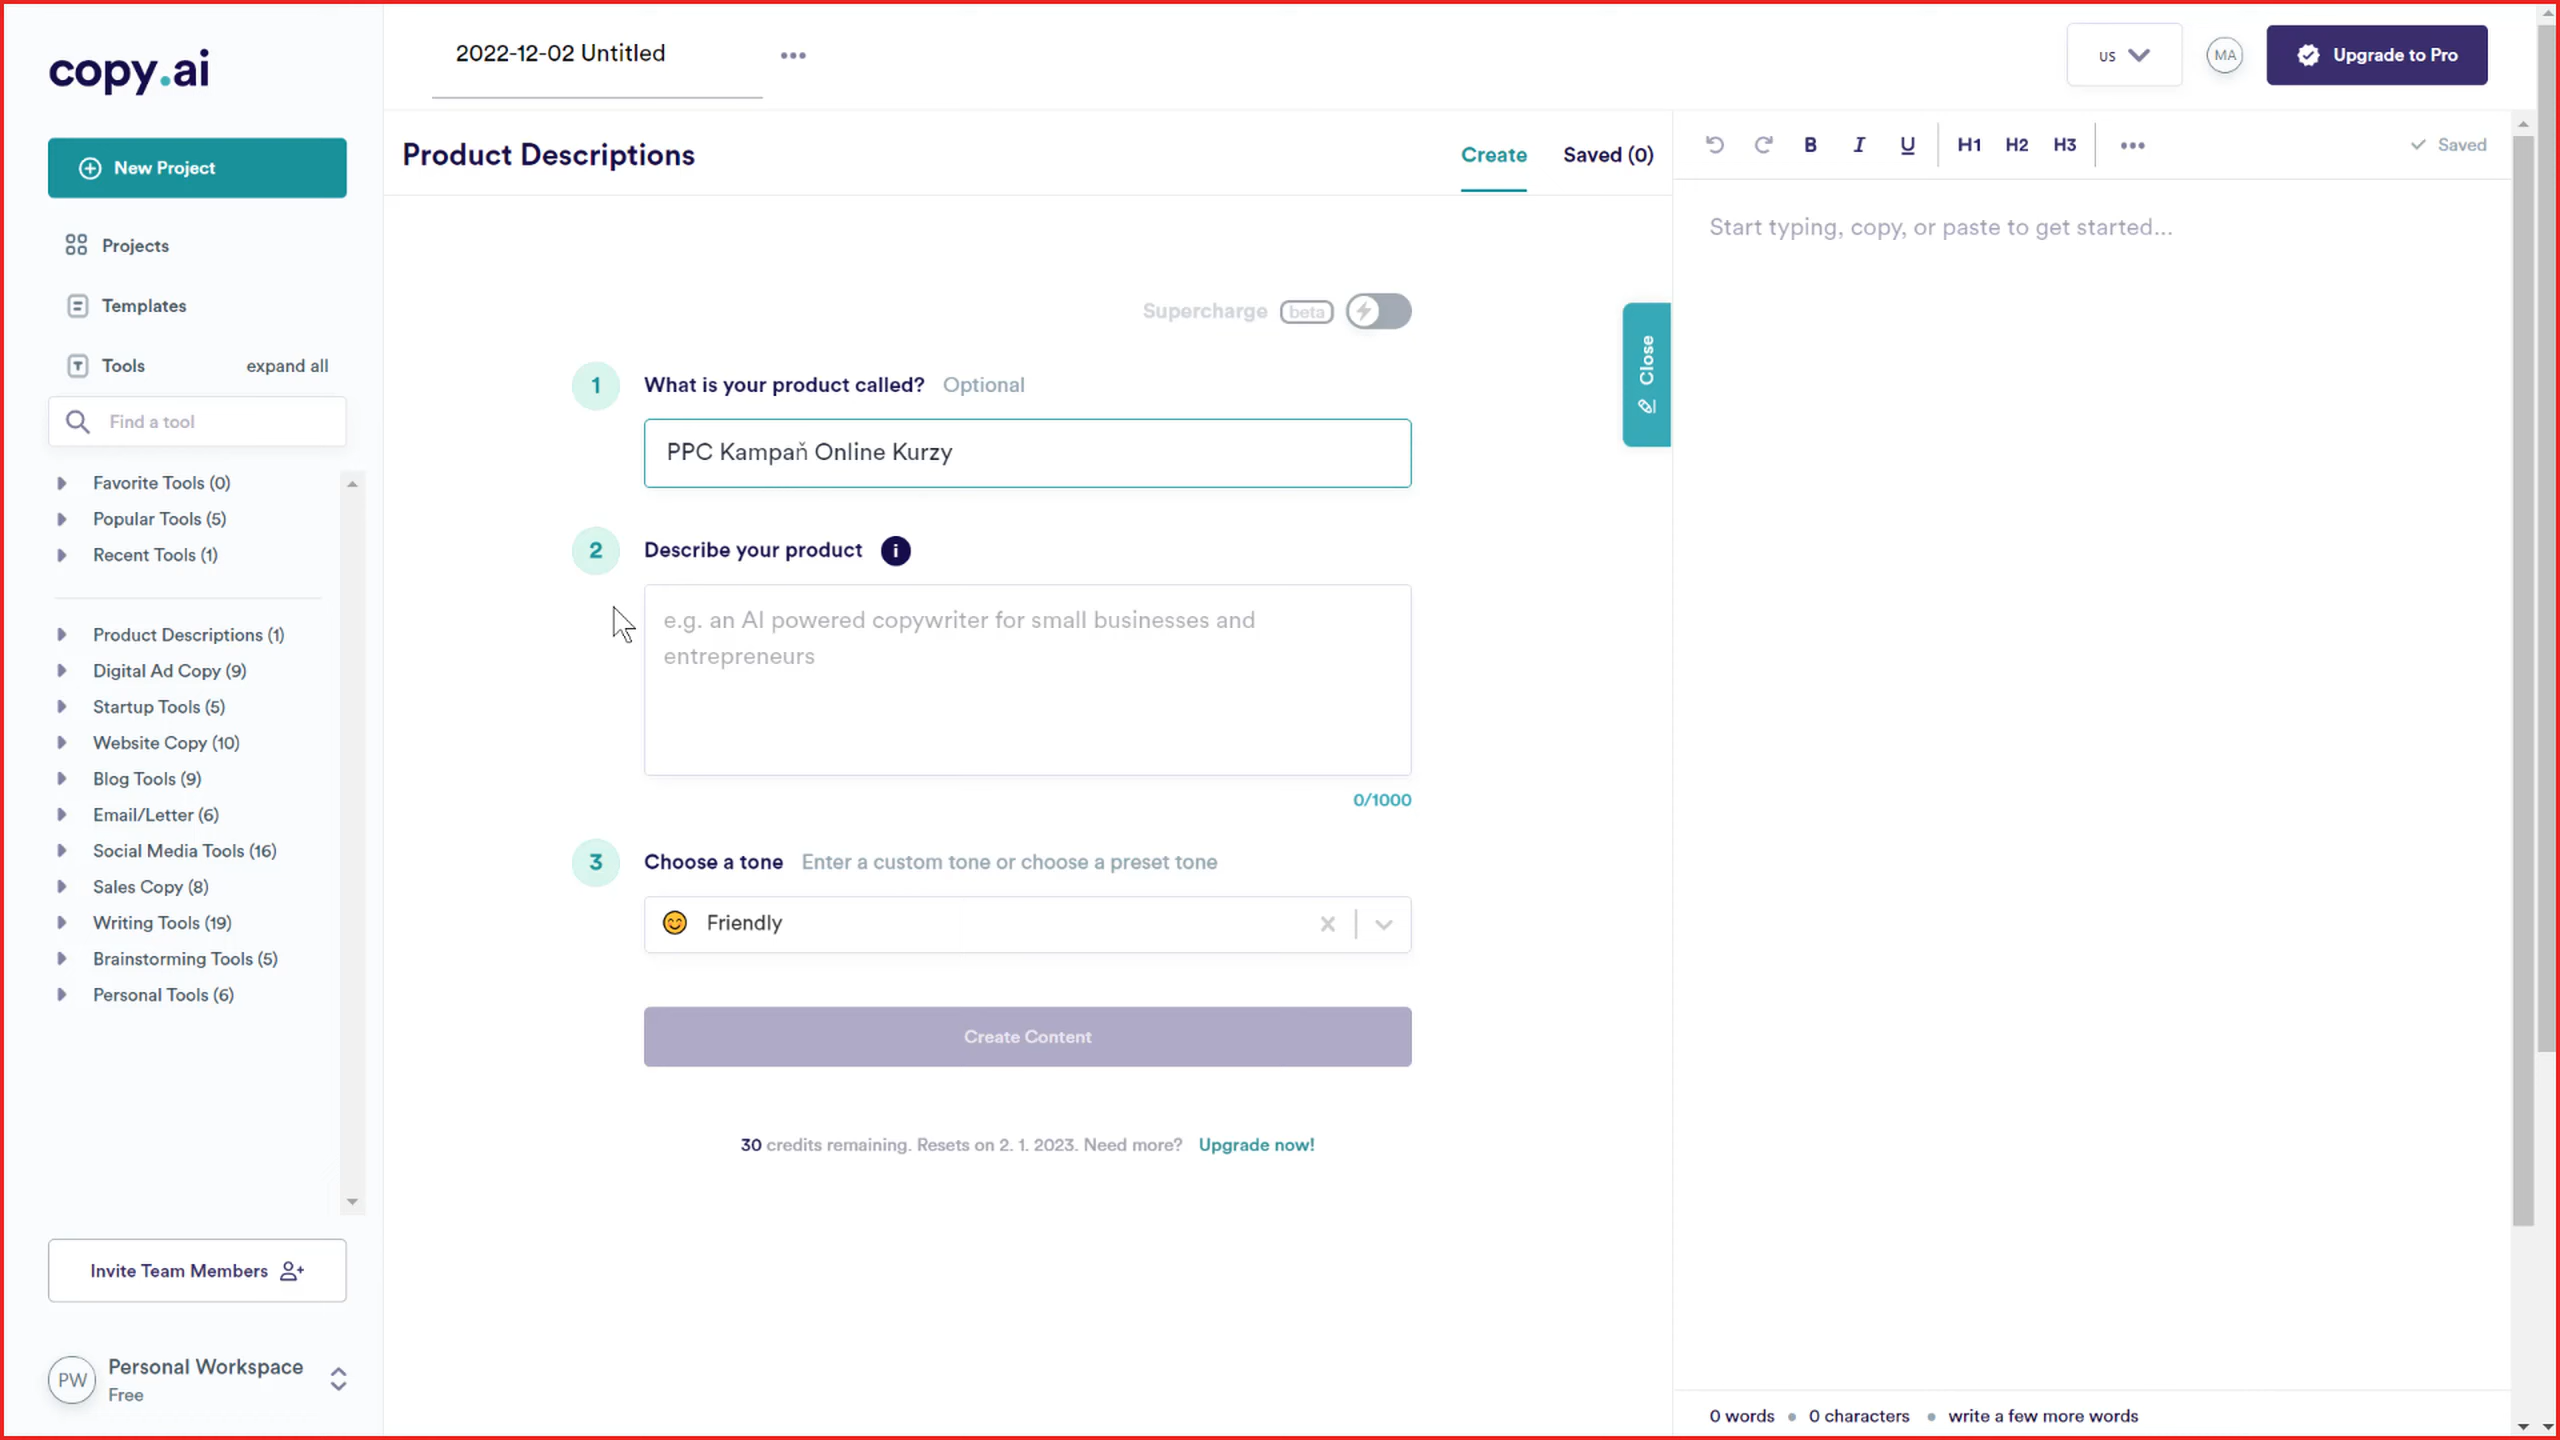 copy.ai
New Project
Projects
Templates
Tools expand all
Find a tool
Favorite Tools (0)
Popular Tools (5)
Recent Tools (1)
Product Descriptions (1)
Digital Ad Copy (9)
Startup Tools (5)
Website Copy (10)
Blog Tools (9)
Email/Letter (6)
Social Media Tools (16)
Sales Copy (8)
Writing Tools (19)
Brainstorming Tools (5)
Personal Tools (6)
Invite Team Members
PW Personal Workspace
Free
2022-12-02 Untitled
US
MA
Upgrade to Pro
Product Descriptions
Create Saved (0)
Supercharge beta
1 What is your product called? Optional
PPC Kampaň Online Kurzy
2 Describe your product i
e.g. an AI powered copywriter for small businesses and
entrepreneurs
0/1000
3 Choose a tone Enter a custom tone or choose a preset tone
Friendly
Create Content
30 credits remaining. Resets on 2. 1. 2023. Need more? Upgrade now!
Close
B I U H1 H2 H3
Saved
Start typing, copy, or paste to get started...
0 words 0 characters write a few more words